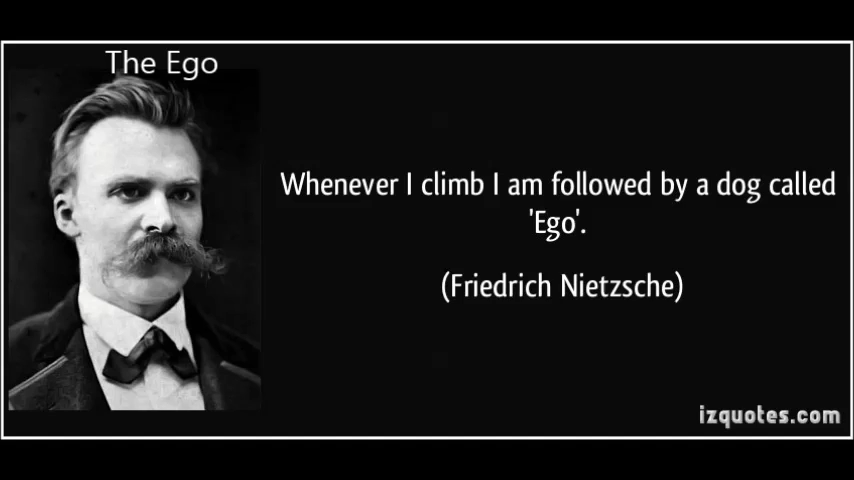 The Ego
Whenever I climb I am followed by a dog called
'Ego'.
(Friedrich Nietzsche)
izquotes.com